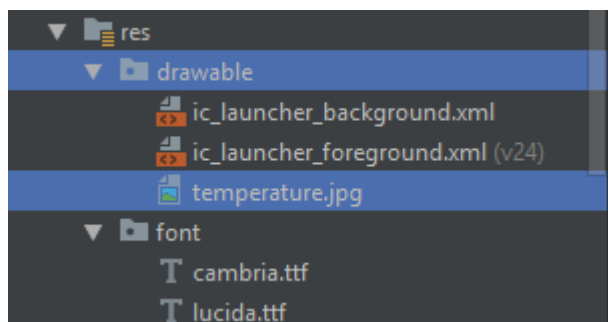 res
drawable
ic_launcher_background.xml
ic_launcher_foreground.xml (v24)
temperature.jpg
font
cambria.ttf
lucida.ttf